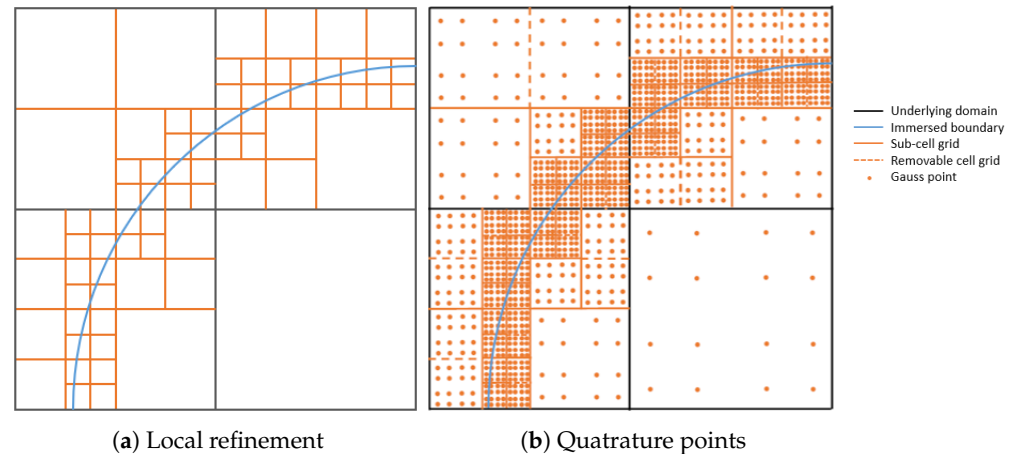 Underlying domain
Immersed boundary
Sub-cell grid
Removable cell grid
Gauss point
(a) Local refinement
(b) Quatrature points